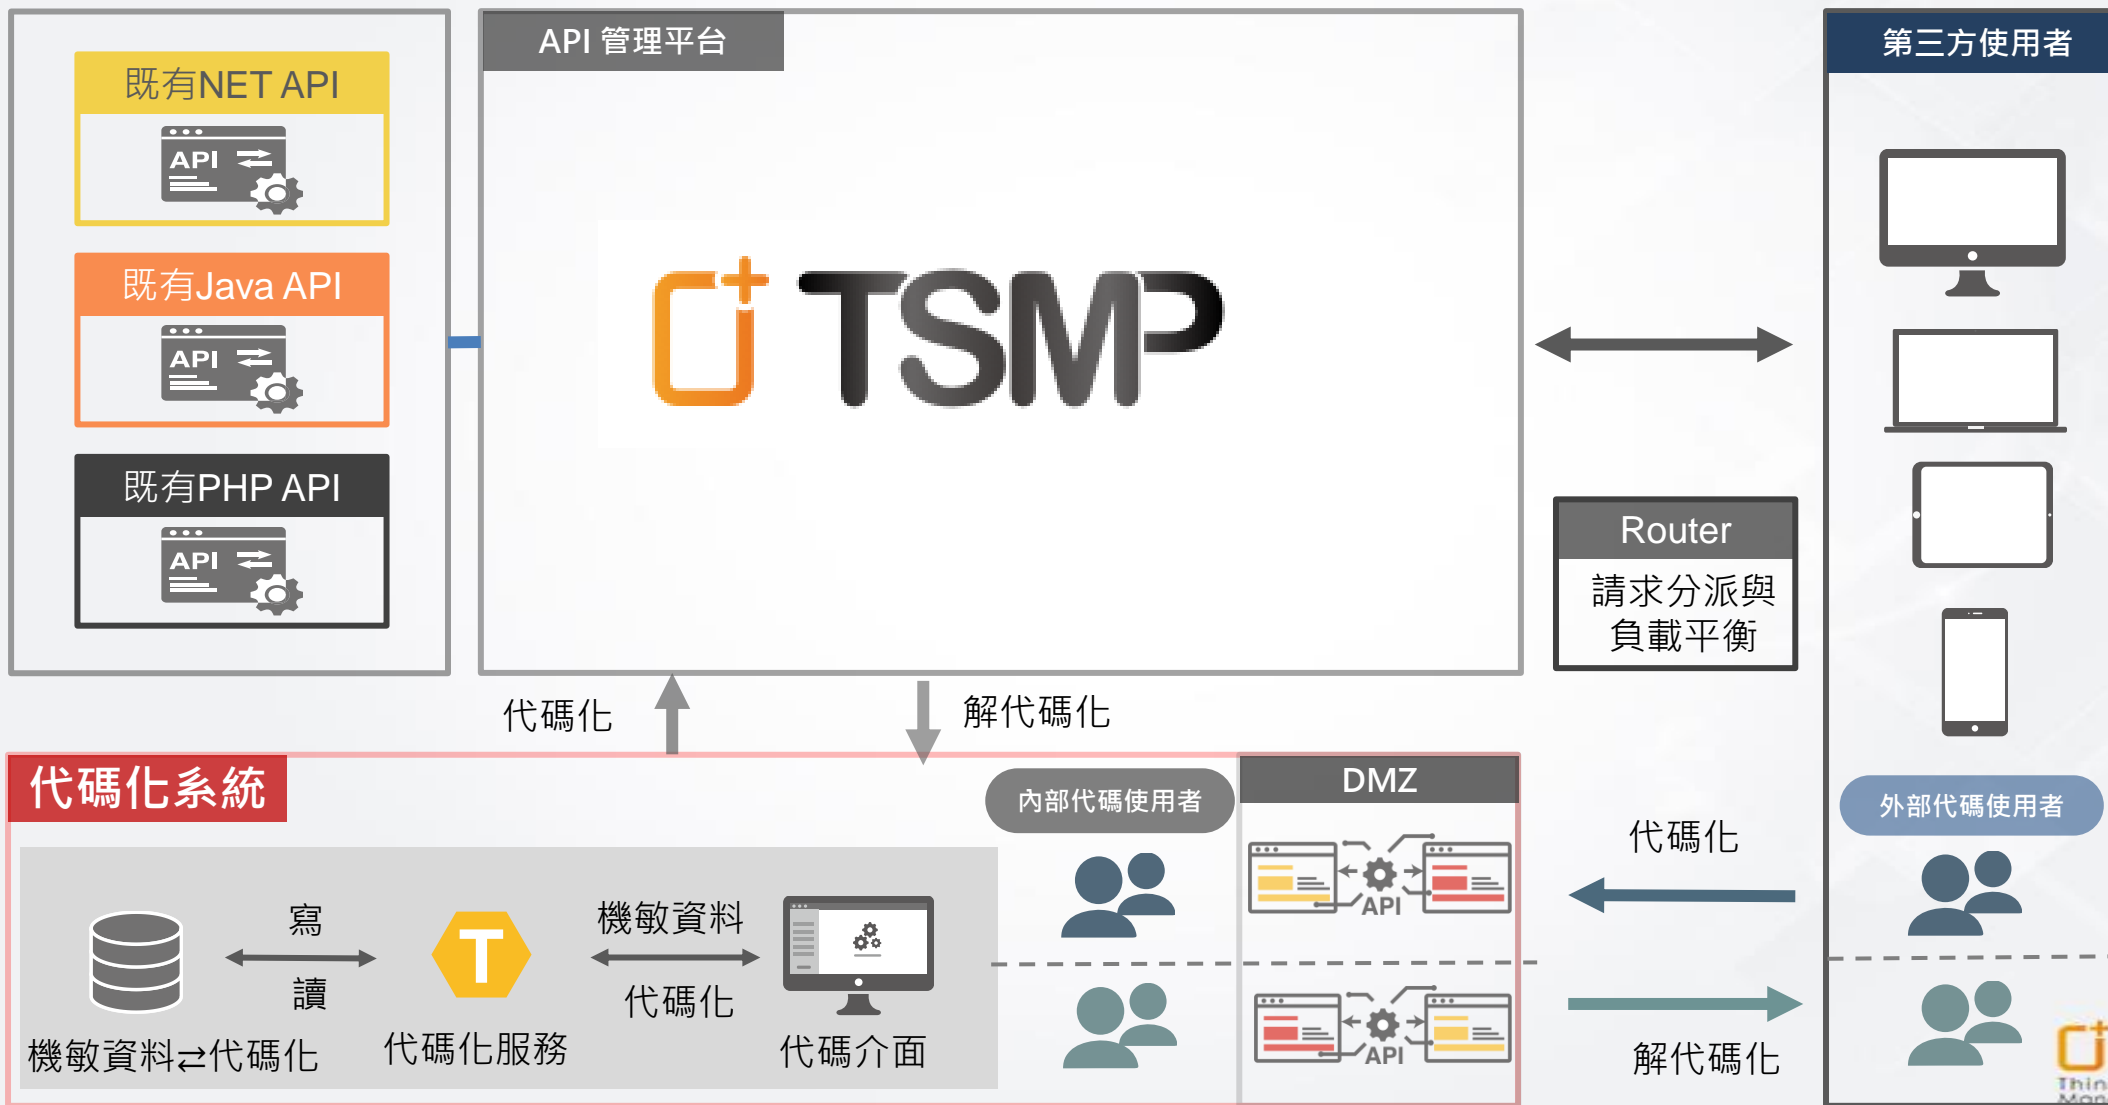 API 管理平台
第三方使用者
既有NET API
API
既有Java API
API
既有PHP API
API
TSMP
Router
請求分派與
負載平衡
代碼化
解代碼化
代碼化系統
內部代碼使用者
DMZ
外部代碼使用者
寫
讀
機敏資料⇄代碼化
T
代碼化服務
機敏資料
代碼化
代碼介面
API
API
代碼化
解代碼化